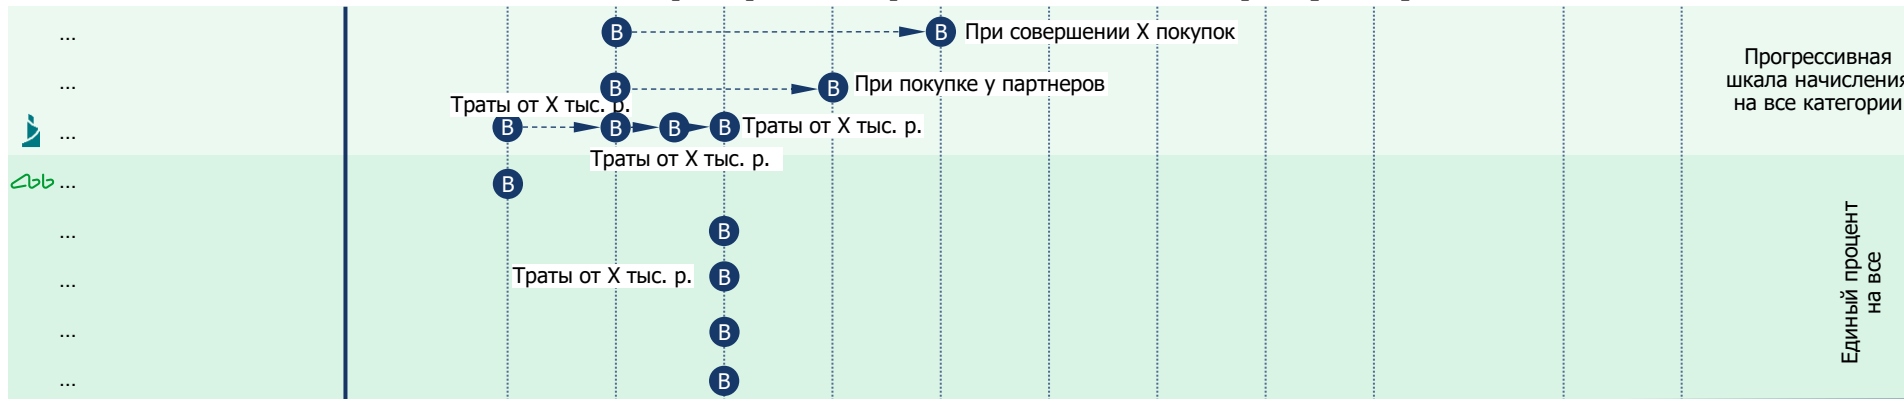 ... В В При совершении X покупок
... В В При покупке у партнеров
Траты от X тыс. р.
... В В В В Траты от X тыс. р.
Траты от X тыс. р.
Прогрессивная
шкала начисления
на все категории
... В
... В
... Траты от X тыс. р. В
... В
... В
Единый процент
на все